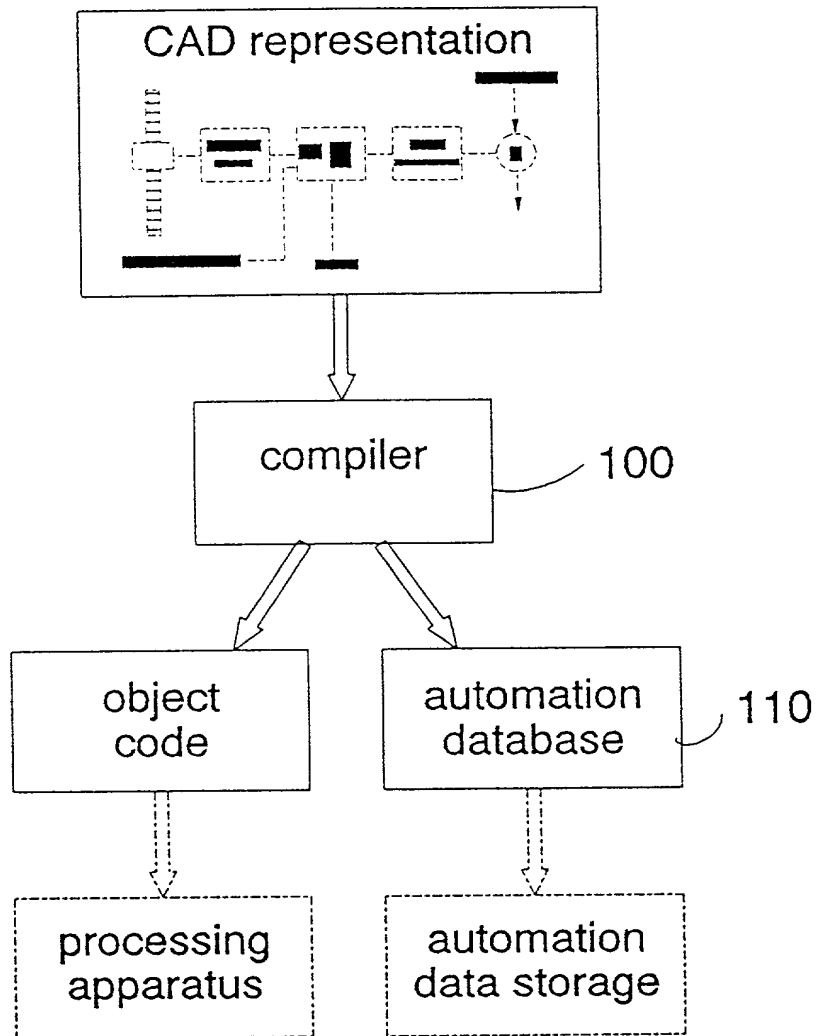 CAD representation
compiler
100
object
code
automation
database
110
processing
apparatus
automation
data storage